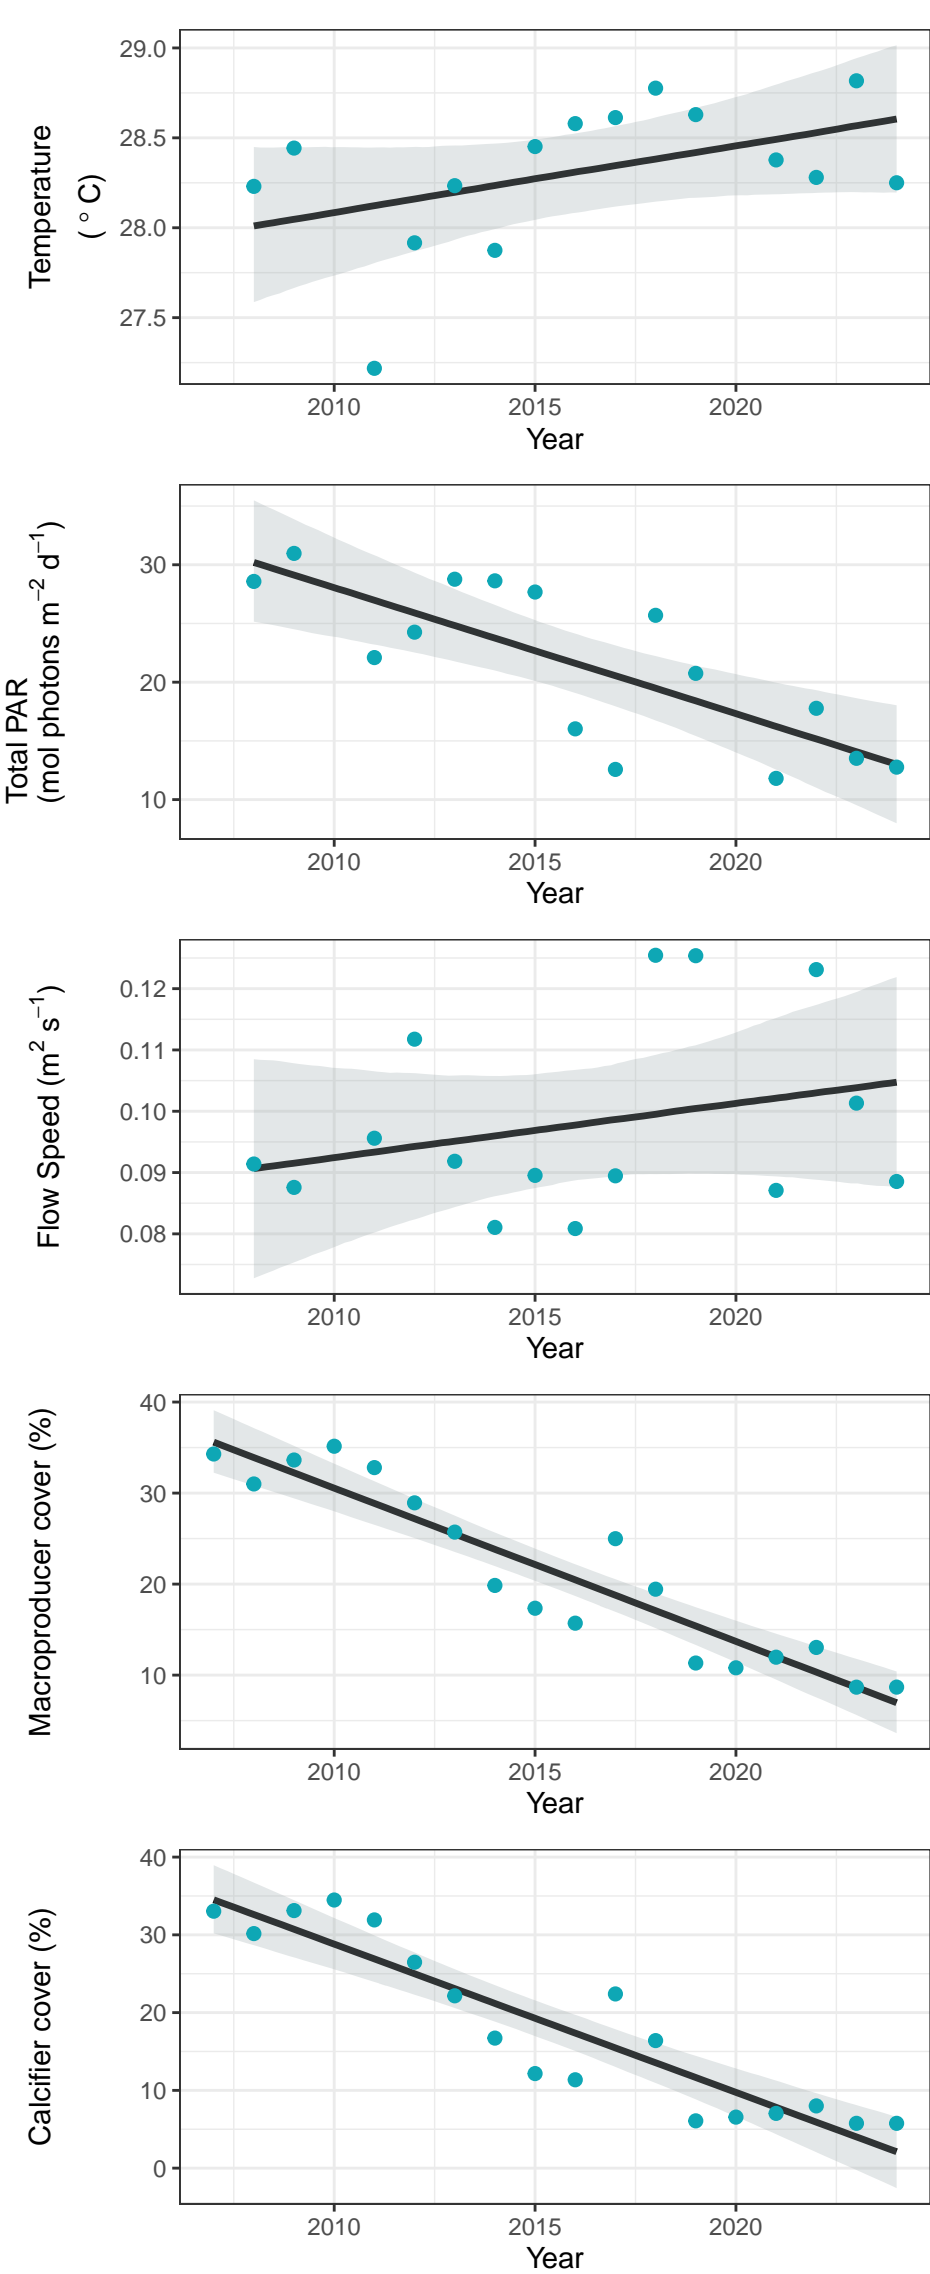 Temperature
( ° C)
29.0
28.5
28.0
27.5
2010 2015 2020
Year
Total PAR
(mol photons m⁻² d⁻¹)
30
20
10
2010 2015 2020
Year
Flow Speed (m² s⁻¹)
0.12
0.11
0.10
0.09
0.08
2010 2015 2020
Year
Macroproducer cover (%)
40
30
20
10
2010 2015 2020
Year
Calcifier cover (%)
40
30
20
10
0
2010 2015 2020
Year